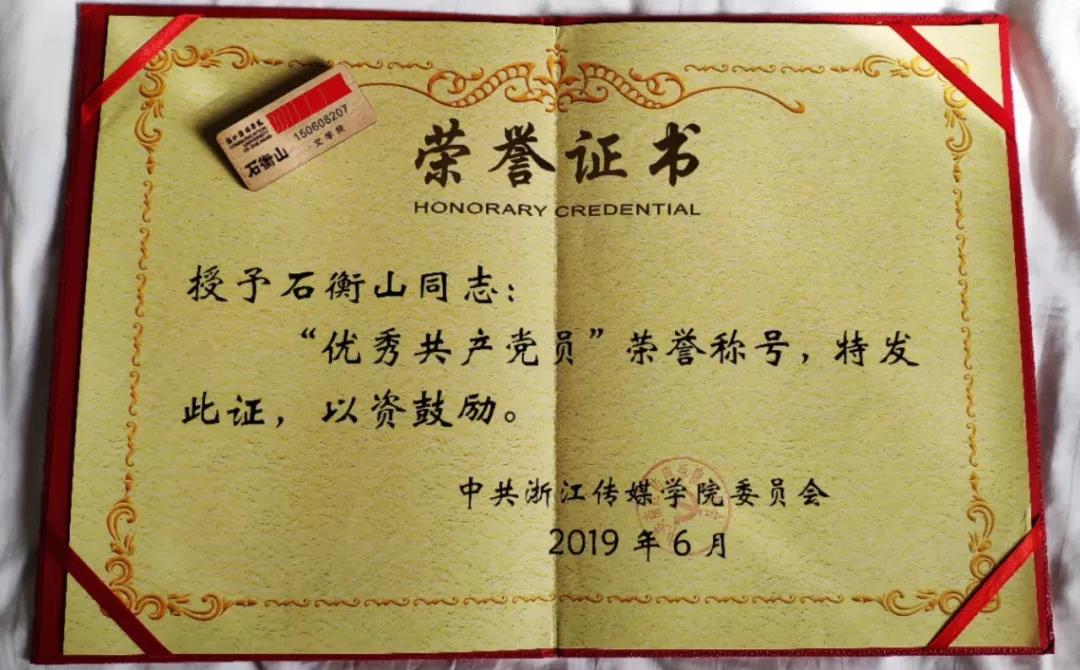 150608207
石衡山
文学院
荣誉证书
HONORARY CREDENTIAL
授予石衡山同志：
“优秀共产党员”荣誉称号，特发
此证，以资鼓励。
中共浙江传媒学院委员会
2019 年 6 月